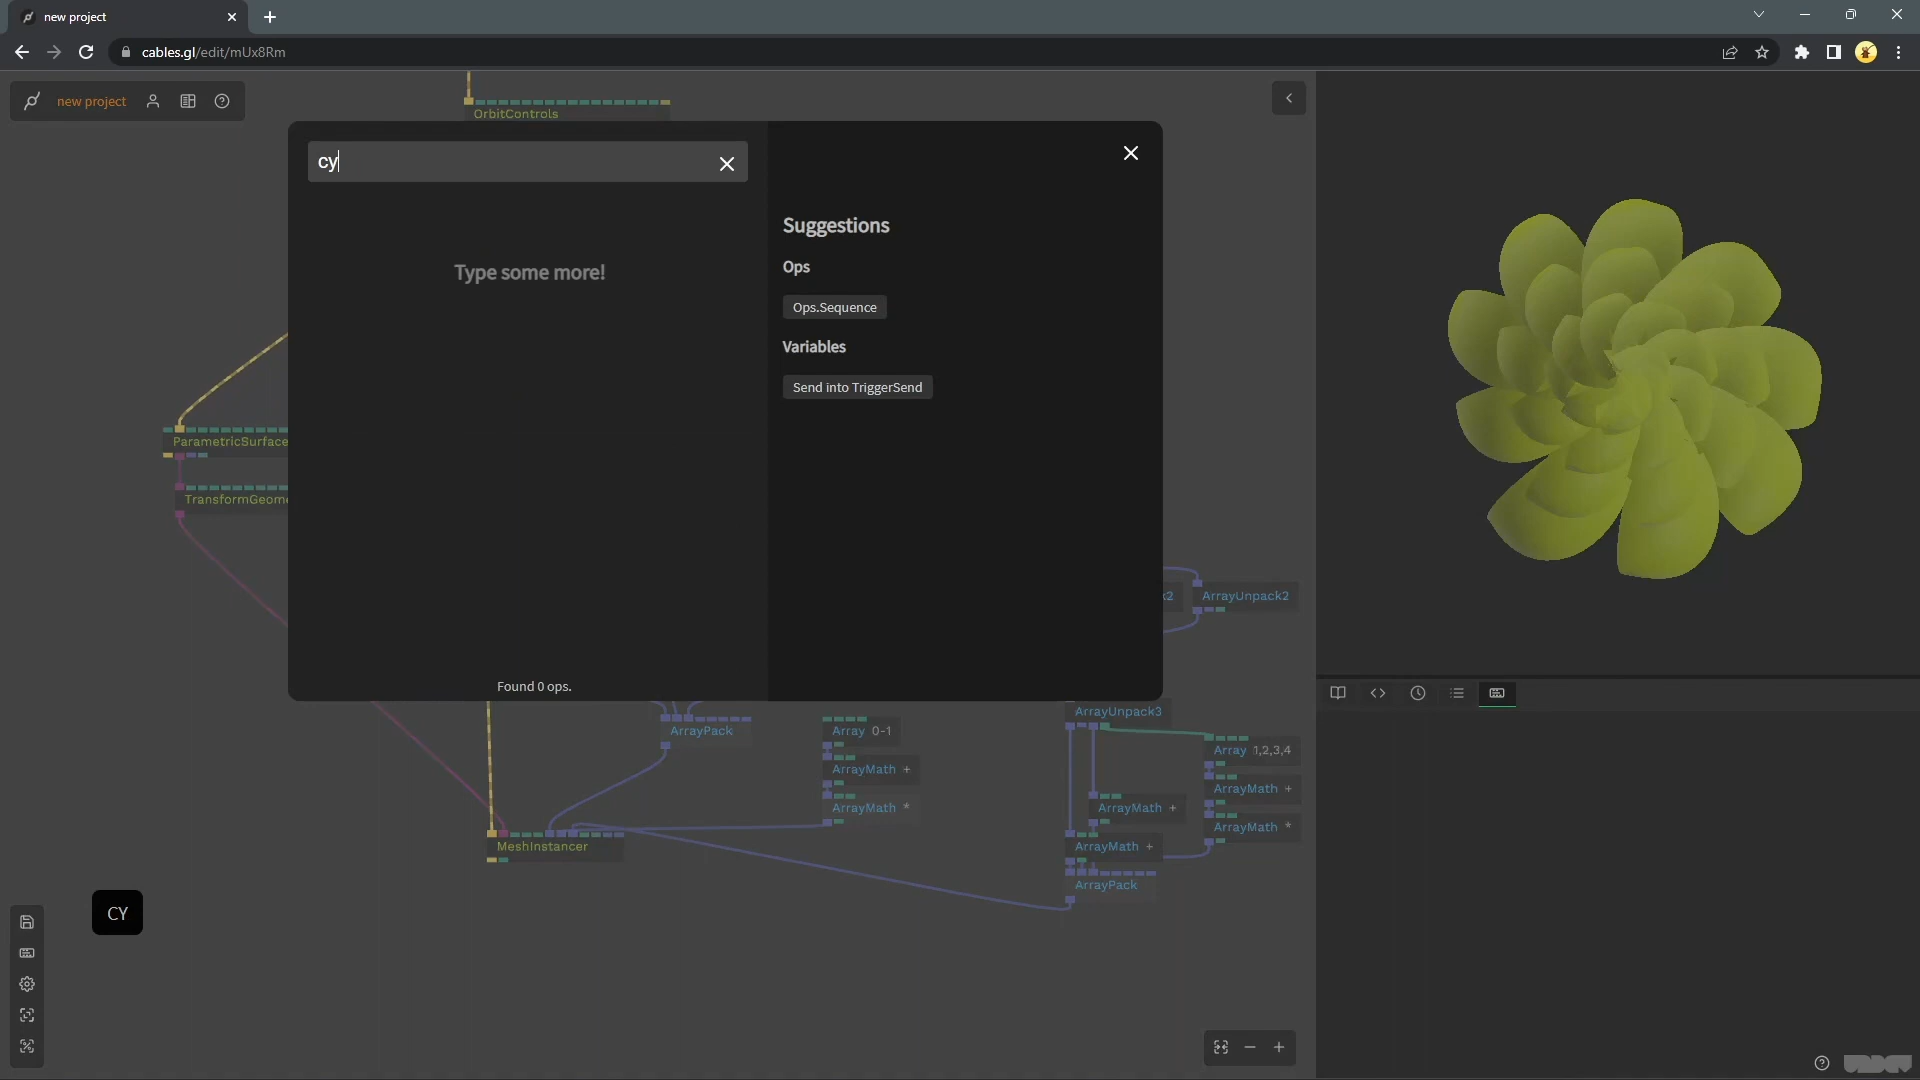 new project
cables.gl/edit/mUx8Rm
new project
OrbitControls
cy
Suggestions
Ops
Type some more!
Ops.Sequence
Variables
Send into TriggerSend
ParametricSurface
TransformGeome
k2
ArrayUnpack2
Found 0 ops.
ArrayUnpack3
ArrayPack
Array 0-1
Array 1,2,3,4
ArrayMath +
ArrayMath +
ArrayMath *
ArrayMath +
ArrayMath *
MeshInstancer
ArrayMath +
ArrayPack
CY